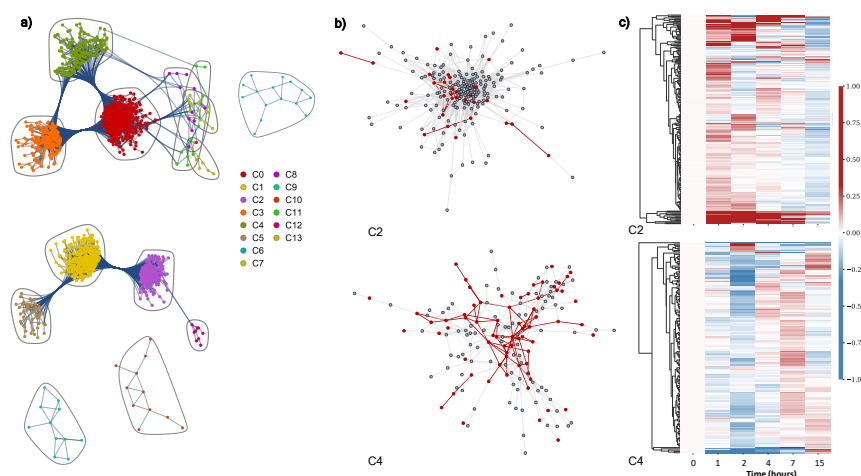 a)
b)
c)
C0
C1
C2
C3
C4
C5
C6
C7
C8
C9
C10
C11
C12
C13
C2
C4
C2
C4
1.00
0.75
0.50
0.25
0.00
−0.2
−0.5
−0.7
−1.0
0 1 2 4 7 15
Time (hours)